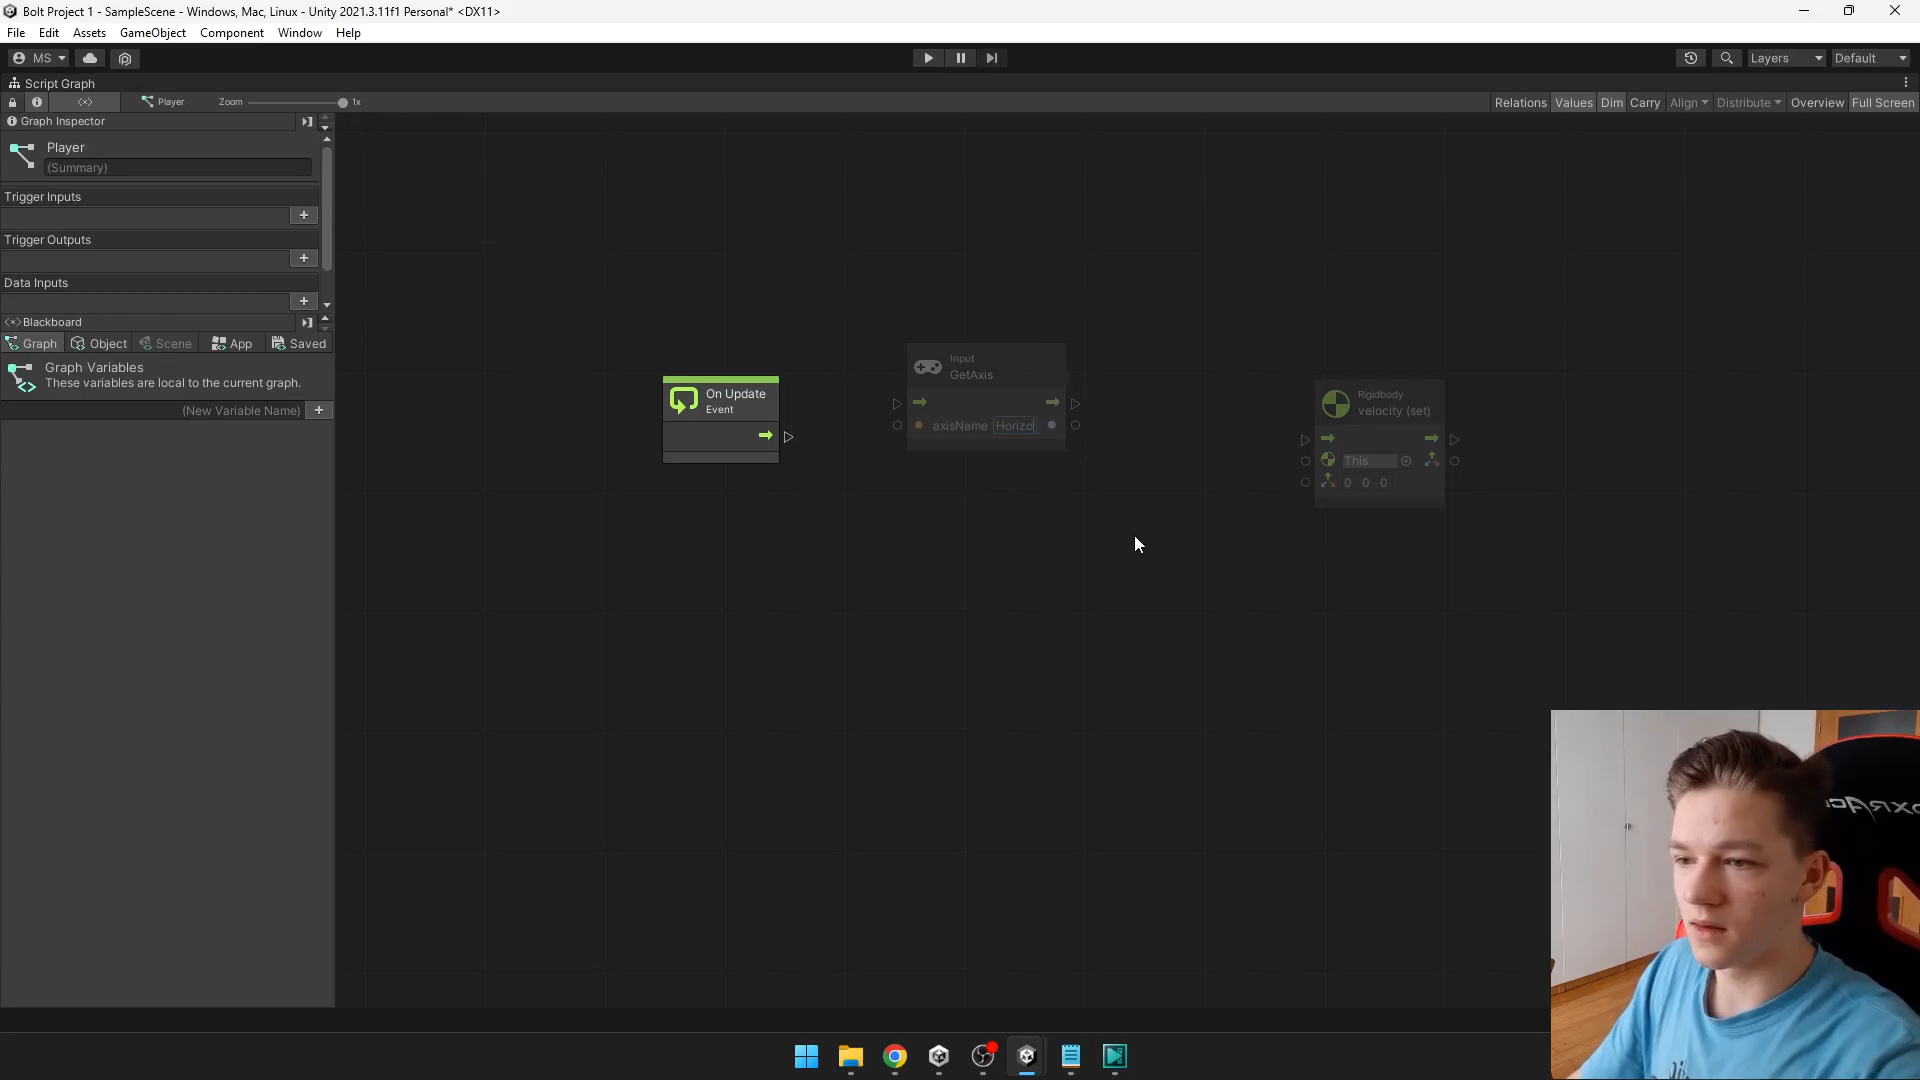 Bolt Project 1 - SampleScene - Windows, Mac, Linux - Unity 2021.3.11f1 Personal* <DX11>
File Edit Assets GameObject Component Window Help
MS Layers Default
Script Graph
Player Zoom 1x Relations Values Dim Carry Align Distribute Overview Full Screen
Graph Inspector
Player
(Summary)
Trigger Inputs
Trigger Outputs
Data Inputs
Blackboard
Graph Object Scene App Saved
Graph Variables
These variables are local to the current graph.
(New Variable Name)
On Update
Event
Input
GetAxis
axisName Horizo
Rigidbody
velocity (set)
This
0 0 0